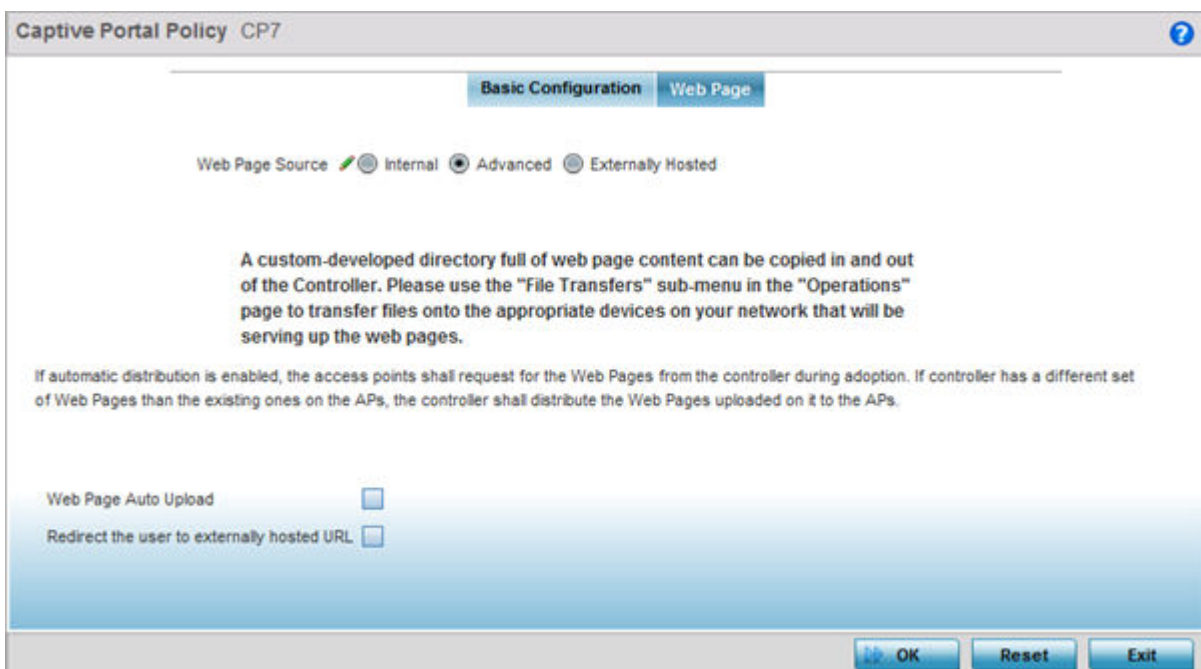 Captive Portal Policy CP7
?
Basic Configuration Web Page
Web Page Source Internal Advanced Externally Hosted
A custom-developed directory full of web page content can be copied in and out
of the Controller. Please use the "File Transfers" sub-menu in the "Operations"
page to transfer files onto the appropriate devices on your network that will be
serving up the web pages.
If automatic distribution is enabled, the access points shall request for the Web Pages from the controller during adoption. If controller has a different set
of Web Pages than the existing ones on the APs, the controller shall distribute the Web Pages uploaded on it to the APs.
Web Page Auto Upload
Redirect the user to externally hosted URL
OK Reset Exit